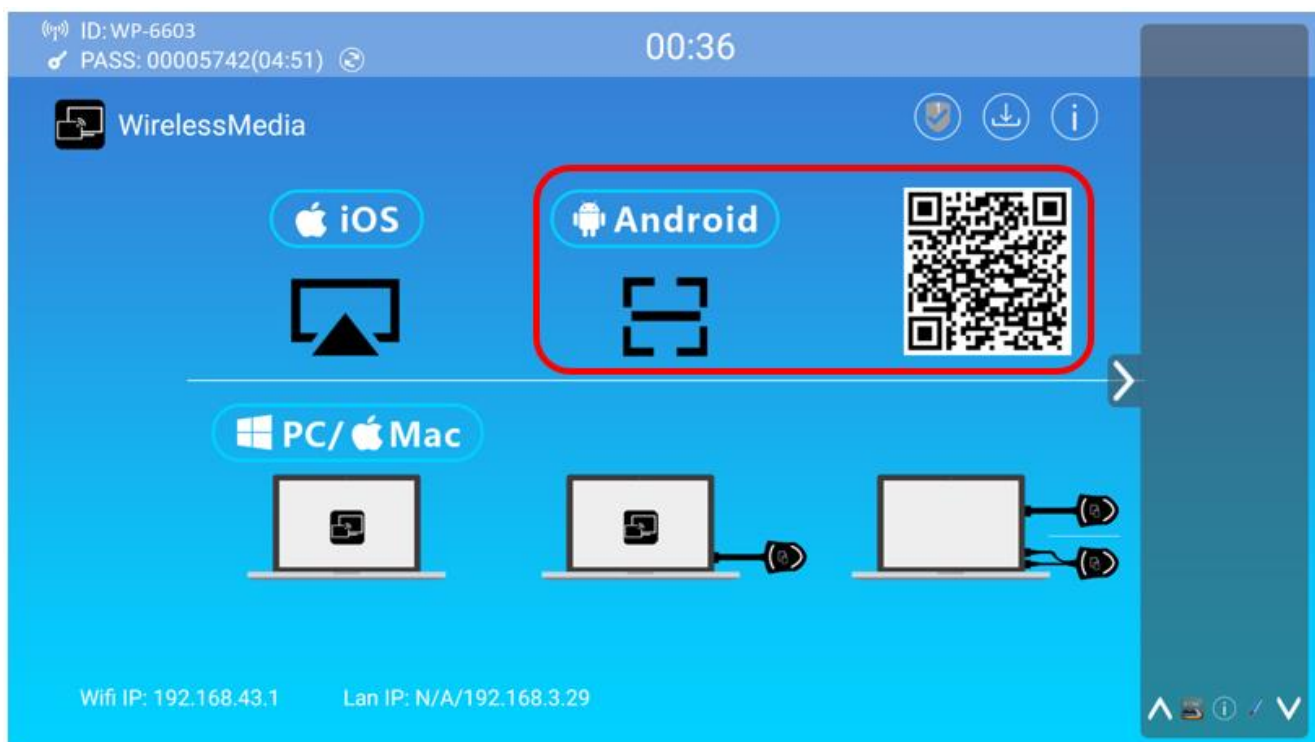 ID: WP-6603
PASS: 00005742(04:51)
00:36
WirelessMedia
iOS
Android
PC/ Mac
Wifi IP: 192.168.43.1
Lan IP: N/A/192.168.3.29